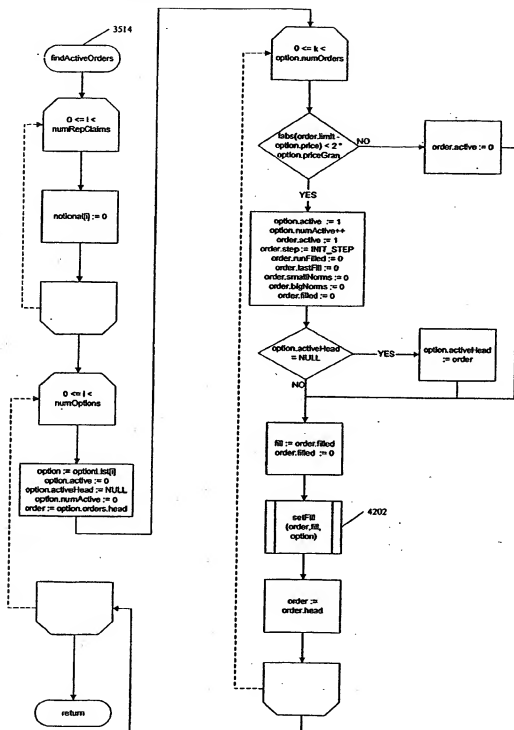 3514
findActiveOrders
0 <= i <
numRepClaims
notional[i] := 0
0 <= i <
numOptions
option := optionList[i]
option.active := 0
option.activeHead := NULL
option.numActive := 0
order := option.orders.head
return
0 <= k <
option.numOrders
fabs(order.limit -
option.price) < 2 *
option.priceGran
NO
order.active := 0
YES
option.active := 1
option.numActive++
order.active := 1
order.step := INIT_STEP
order.runFilled := 0
order.lastFill := 0
order.smallNorms := 0
order.bigNorms := 0
order.filled := 0
option.activeHead
= NULL
YES
option.activeHead
:= order
NO
fill := order.filled
order.filled := 0
setFill
(order,fill,
option)
4202
order :=
order.head